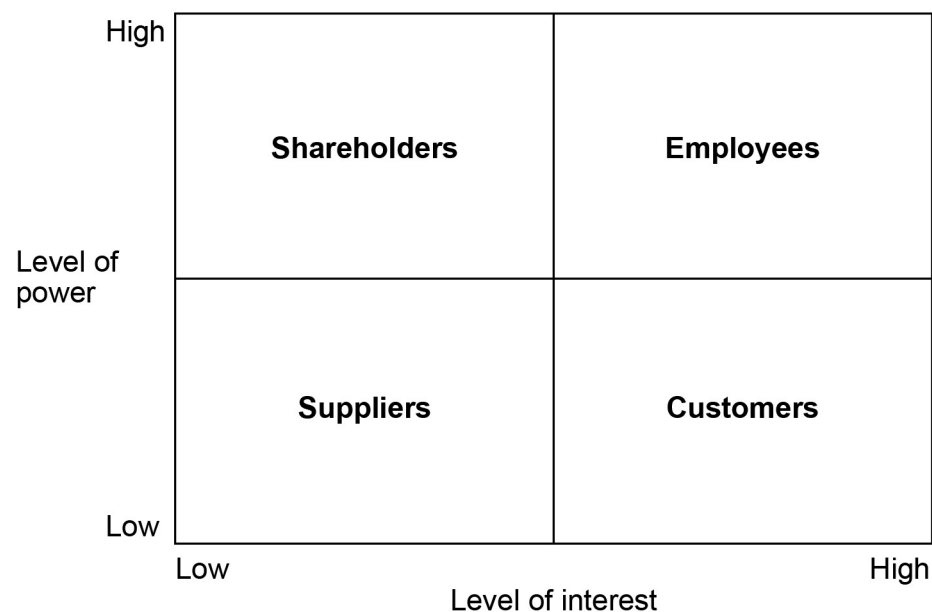 High
Shareholders
Employees
Level of
power
Suppliers
Customers
Low
Low
High
Level of interest